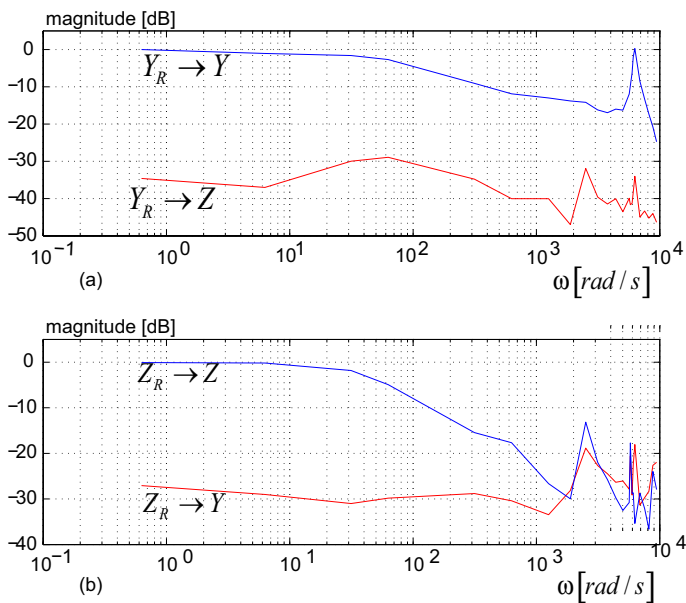 magnitude [dB]
0
−10
−20
−30
−40
−50
Y_R → Y
Y_R → Z
10^−1 10^0 10^1 10^2 10^3 10^4
(a)
ω[rad / s]
magnitude [dB]
0
−10
−20
−30
−40
Z_R → Z
Z_R → Y
10^−1 10^0 10^1 10^2 10^3 10^4
(b)
ω[rad / s]